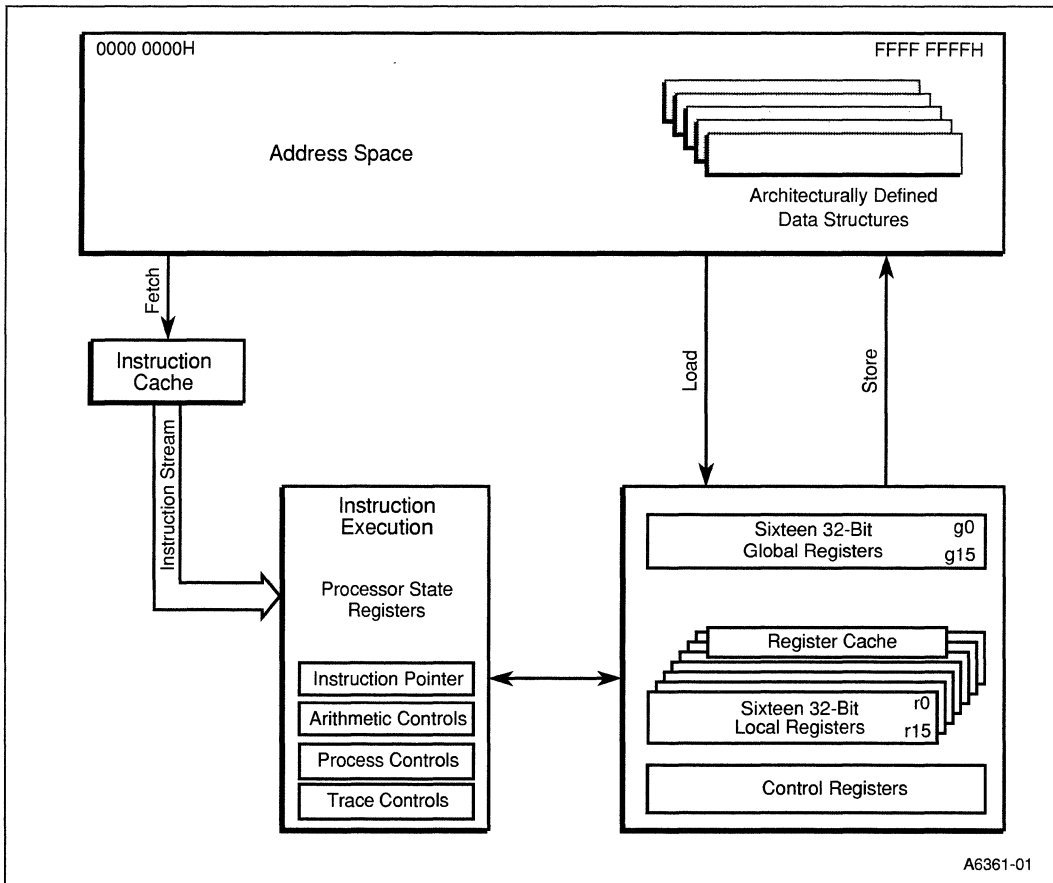 0000 0000H
FFFF FFFFH
Address Space
Architecturally Defined
Data Structures
Fetch
Load
Store
Instruction
Cache
Instruction Stream
Instruction
Execution
Processor State
Registers
Instruction Pointer
Arithmetic Controls
Process Controls
Trace Controls
Sixteen 32-Bit
Global Registers
g0
g15
Register Cache
Sixteen 32-Bit
Local Registers
r0
r15
Control Registers
A6361-01